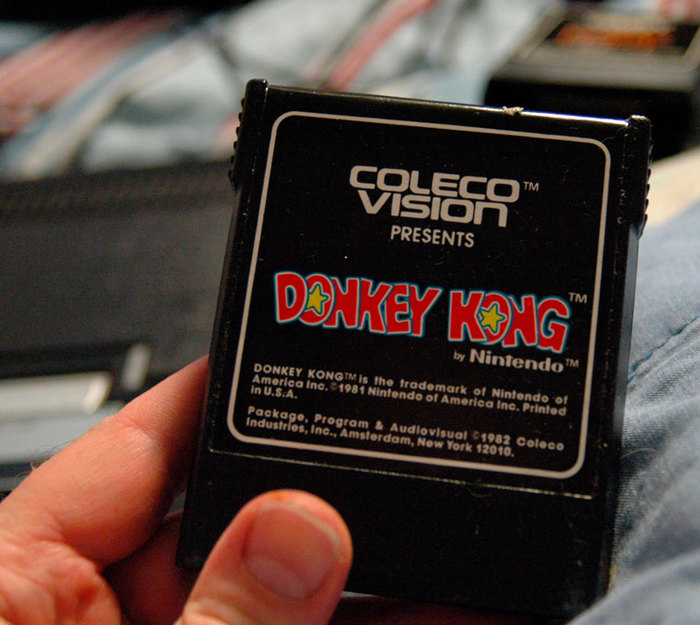 COLECO™
VISION
PRESENTS
DONKEY KONG™
by Nintendo™
DONKEY KONG™ is the trademark of Nintendo of
America Inc. ©1981 Nintendo of America Inc. Printed
in U.S.A.
Package, Program & Audiovisual ©1982 Coleco
Industries, Inc., Amsterdam, New York 12010.